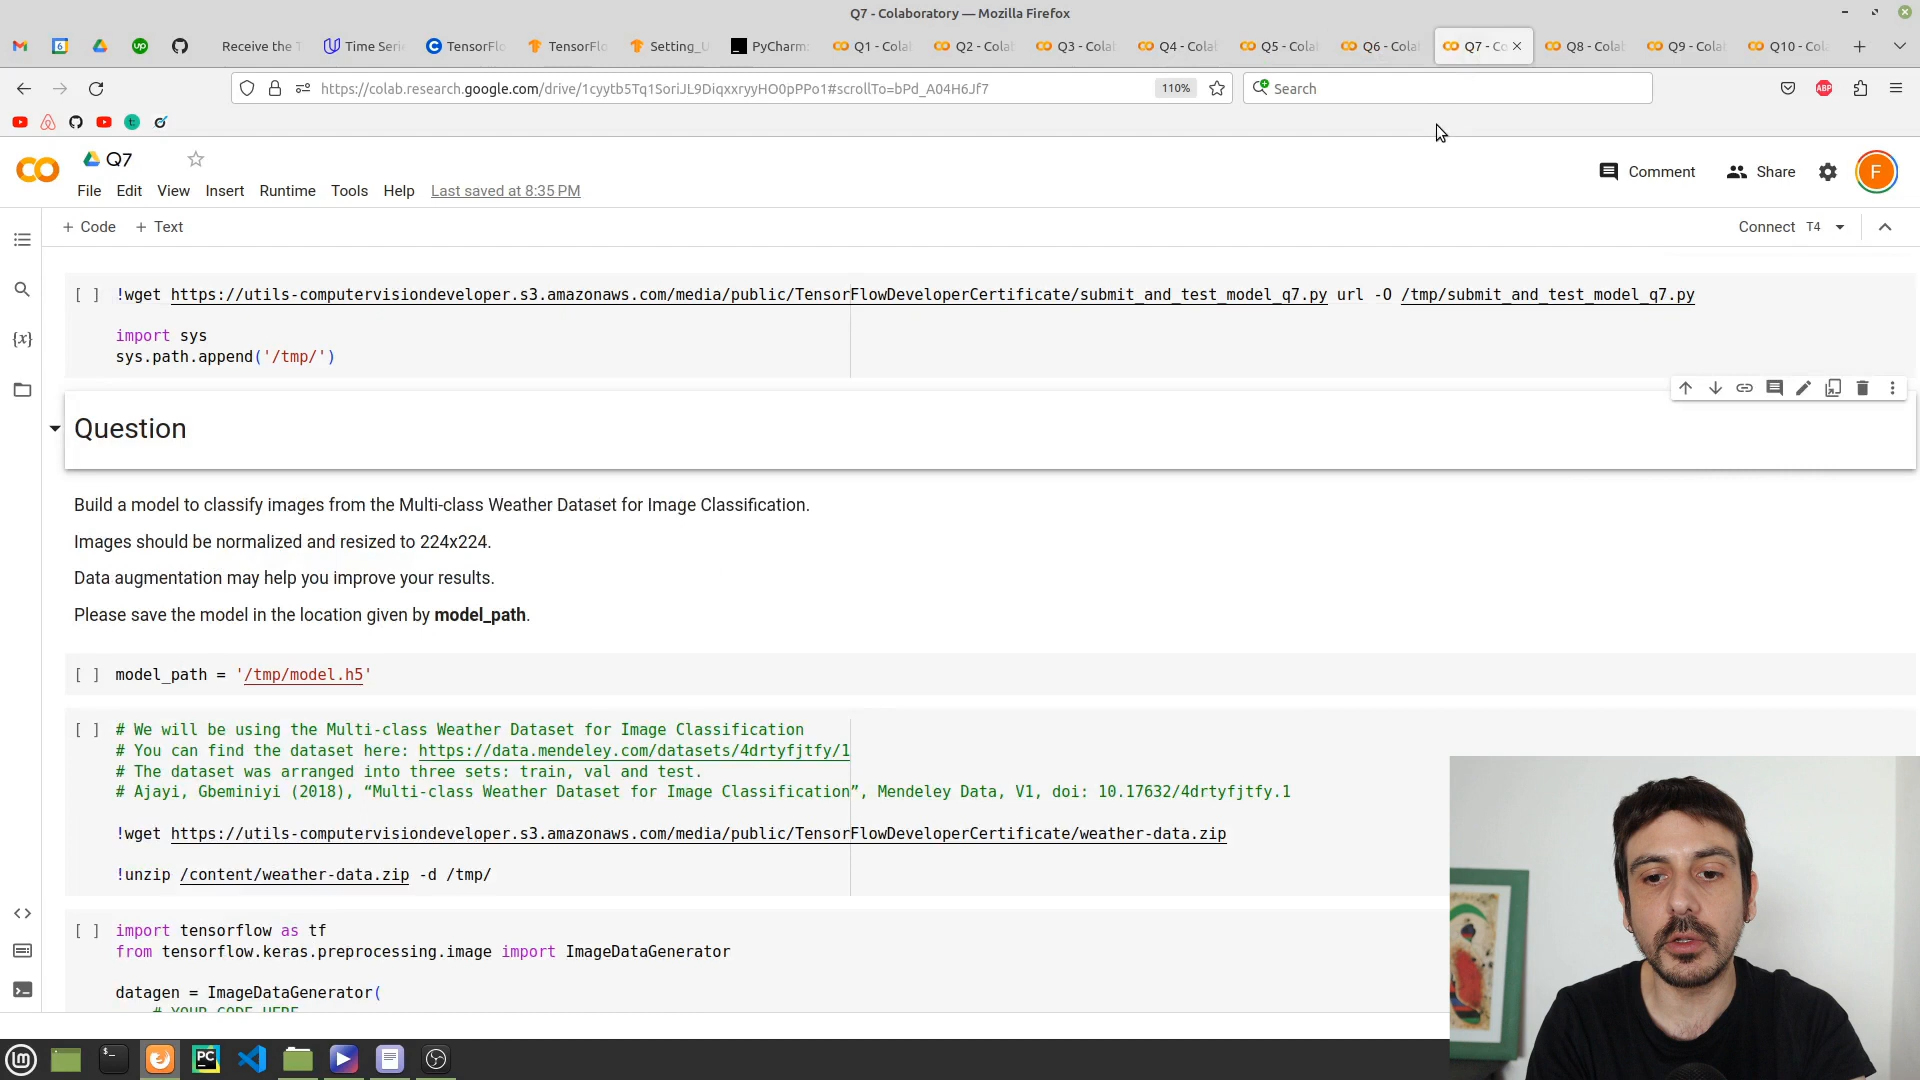 Q7 - Colaboratory — Mozilla Firefox
6
up
Receive the T
Time Seri
C TensorFlo
TensorFlo
Setting_U
PyCharm
Q1 - Cola
Q2 - Cola
Q3 - Cola
Q4 - Cola
Q5 - Cola
Q6 - Cola
Q7 - Co
Q8 - Colab
Q9 - Colab
Q10 - Col
https://colab.research.google.com/drive/1cyytb5Tq1SoriJL9DiqxxryyHO0pPPo1#scrollTo=bPd_A04H6Jf7
110%
Search
ABP
Q7
File Edit View Insert Runtime Tools Help Last saved at 8:35 PM
Comment
Share
F
+ Code + Text
Connect T4
[ ] !wget https://utils-computervisiondeveloper.s3.amazonaws.com/media/public/TensorFlowDeveloperCertificate/submit_and_test_model_q7.py url -O /tmp/submit_and_test_model_q7.py
import sys
sys.path.append('/tmp/')
Question
Build a model to classify images from the Multi-class Weather Dataset for Image Classification.
Images should be normalized and resized to 224x224.
Data augmentation may help you improve your results.
Please save the model in the location given by model_path.
[ ] model_path = '/tmp/model.h5'
[ ] # We will be using the Multi-class Weather Dataset for Image Classification
# You can find the dataset here: https://data.mendeley.com/datasets/4drtyfjtfy/1
# The dataset was arranged into three sets: train, val and test.
# Ajayi, Gbeminiyi (2018), “Multi-class Weather Dataset for Image Classification”, Mendeley Data, V1, doi: 10.17632/4drtyfjtfy.1
!wget https://utils-computervisiondeveloper.s3.amazonaws.com/media/public/TensorFlowDeveloperCertificate/weather-data.zip
!unzip /content/weather-data.zip -d /tmp/
[ ] import tensorflow as tf
from tensorflow.keras.preprocessing.image import ImageDataGenerator
datagen = ImageDataGenerator(
# YOUR CODE HERE
{x}
PC